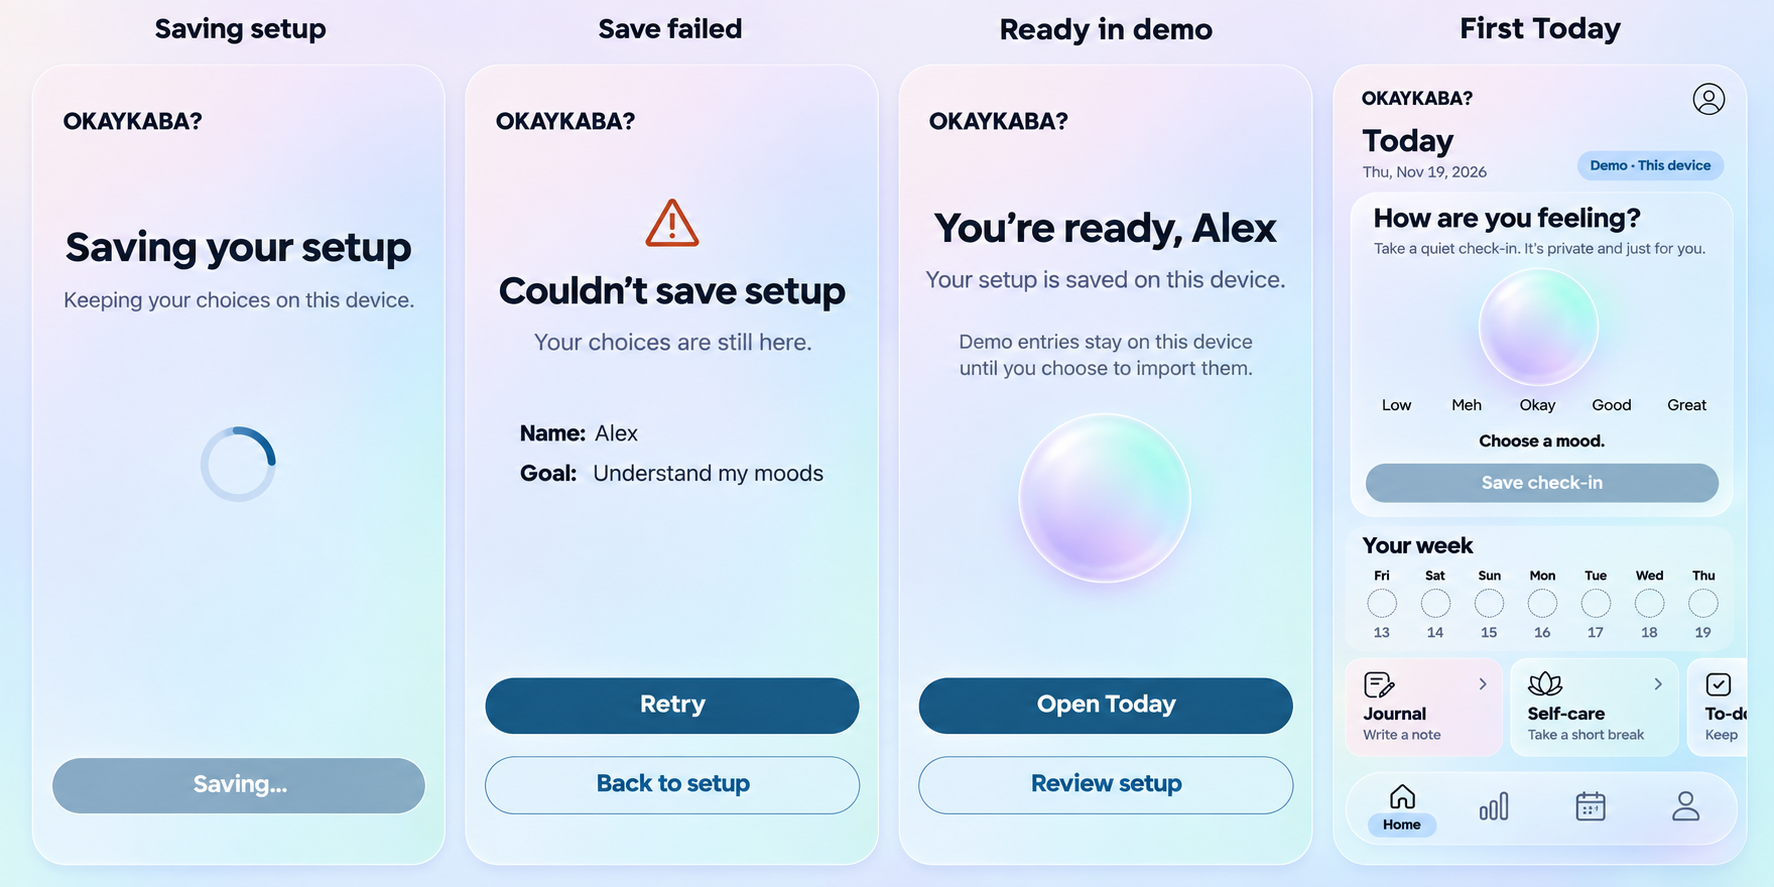 Saving setup
OKAYKABA?
Saving your setup
Keeping your choices on this device.
Saving...
Save failed
OKAYKABA?
Couldn't save setup
Your choices are still here.
Name: Alex
Goal: Understand my moods
Retry
Back to setup
Ready in demo
OKAYKABA?
You're ready, Alex
Your setup is saved on this device.
Demo entries stay on this device
until you choose to import them.
Open Today
Review setup
First Today
OKAYKABA?
Today
Thu, Nov 19, 2026
Demo · This device
How are you feeling?
Take a quiet check-in. It's private and just for you.
Low Meh Okay Good Great
Choose a mood.
Save check-in
Your week
Fri Sat Sun Mon Tue Wed Thu
13 14 15 16 17 18 19
Journal
Write a note
Self-care
Take a short break
To-do
Keep
Home